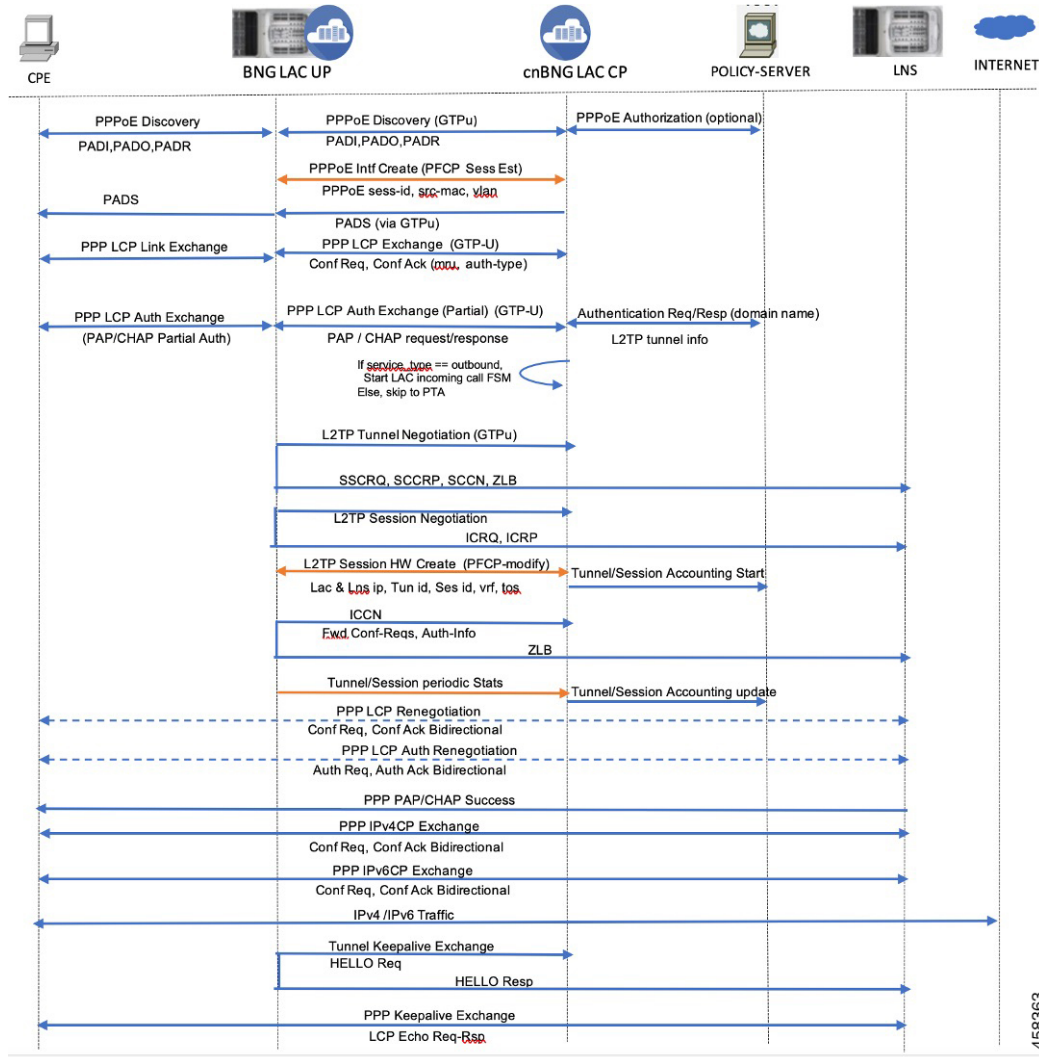 CPE
BNG LAC UP
cnBNG LAC CP
POLICY-SERVER
LNS
INTERNET
PPPoE Discovery
PADI,PADO,PADR
PPPoE Discovery (GTPu)
PADI,PADO,PADR
PPPoE Authorization (optional)
PPPoE Intf Create (PFCP Sess Est)
PPPoE sess-id, src-mac, vlan
PADS
PADS (via GTPu)
PPP LCP Link Exchange
PPP LCP Exchange (GTP-U)
Conf Req, Conf Ack (mru, auth-type)
PPP LCP Auth Exchange
(PAP/CHAP Partial Auth)
PPP LCP Auth Exchange (Partial) (GTP-U)
PAP / CHAP request/response
Authentication Req/Resp (domain name)
L2TP tunnel info
If service_type == outbound,
Start LAC incoming call FSM
Else, skip to PTA
L2TP Tunnel Negotiation (GTPu)
SSCRQ, SCCRP, SCCN, ZLB
L2TP Session Negotiation
ICRQ, ICRP
L2TP Session HW Create (PFCP-modify)
Lac & Lns ip, Tun id, Ses id, vrf, tos
Tunnel/Session Accounting Start
ICCN
Fwd Conf-Reqs, Auth-Info
ZLB
Tunnel/Session periodic Stats
Tunnel/Session Accounting update
PPP LCP Renegotiation
Conf Req, Conf Ack Bidirectional
PPP LCP Auth Renegotiation
Auth Req, Auth Ack Bidirectional
PPP PAP/CHAP Success
PPP IPv4CP Exchange
Conf Req, Conf Ack Bidirectional
PPP IPv6CP Exchange
Conf Req, Conf Ack Bidirectional
IPv4 /IPv6 Traffic
Tunnel Keepalive Exchange
HELLO Req
HELLO Resp
PPP Keepalive Exchange
LCP Echo Req-Rsp
458363